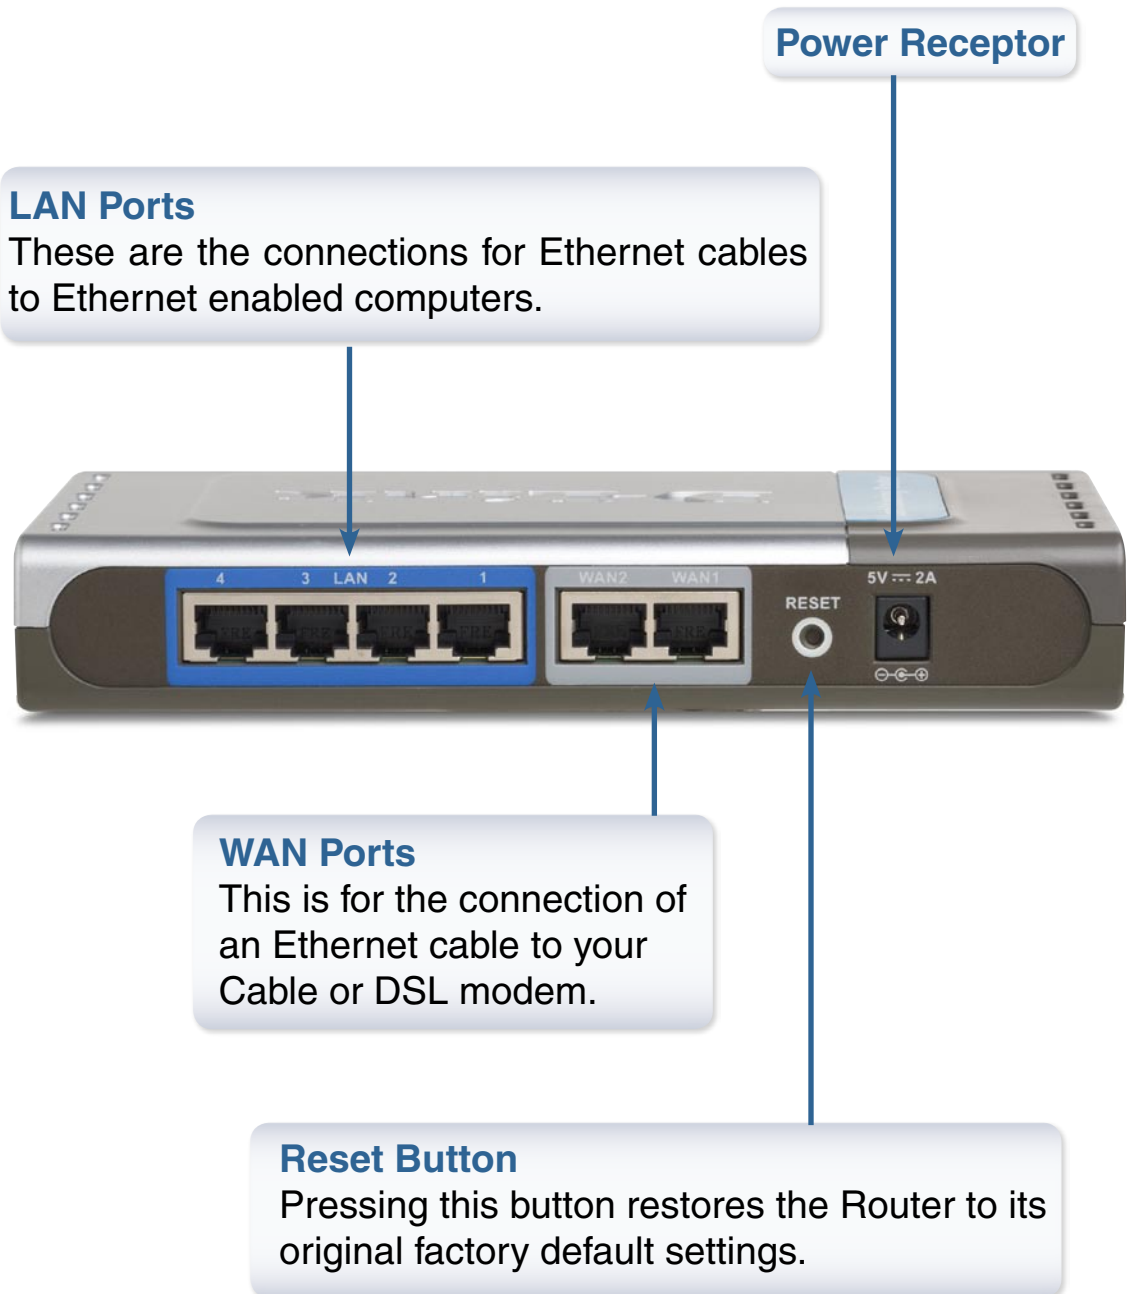 Power Receptor
LAN Ports
These are the connections for Ethernet cables
to Ethernet enabled computers.
4 3 LAN 2 1
WAN2 WAN1
RESET
5V ⎓ 2A
WAN Ports
This is for the connection of
an Ethernet cable to your
Cable or DSL modem.
Reset Button
Pressing this button restores the Router to its
original factory default settings.